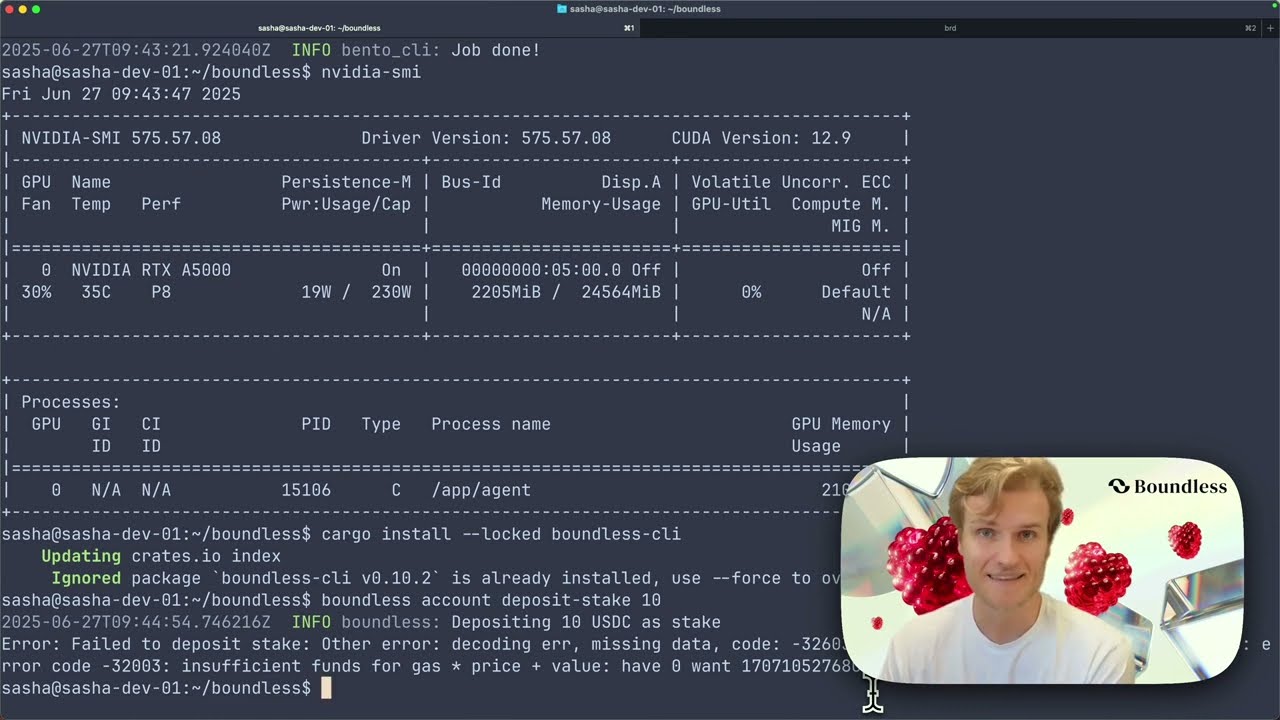 sasha@sasha-dev-01: ~/boundless
sasha@sasha-dev-01: ~/boundless ⌘1 brd ⌘2 +
2025-06-27T09:43:21.924040Z INFO bento_cli: Job done!
sasha@sasha-dev-01:~/boundless$ nvidia-smi
Fri Jun 27 09:43:47 2025
NVIDIA-SMI 575.57.08 Driver Version: 575.57.08 CUDA Version: 12.9
GPU Name Persistence-M | Bus-Id Disp.A | Volatile Uncorr. ECC
Fan Temp Perf Pwr:Usage/Cap | Memory-Usage | GPU-Util Compute M.
MIG M.
0 NVIDIA RTX A5000 On | 00000000:05:00.0 Off | Off
30% 35C P8 19W / 230W | 2205MiB / 24564MiB | 0% Default
N/A
Processes:
GPU GI CI PID Type Process name GPU Memory
ID ID Usage
0 N/A N/A 15106 C /app/agent
sasha@sasha-dev-01:~/boundless$ cargo install --locked boundless-cli
Updating crates.io index
Ignored package `boundless-cli v0.10.2` is already installed, use --force to
sasha@sasha-dev-01:~/boundless$ boundless account deposit-stake 10
2025-06-27T09:44:54.746216Z INFO boundless: Depositing 10 USDC as stake
Error: Failed to deposit stake: Other error: decoding err, missing data, code: : e
rror code -32003: insufficient funds for gas * price + value: have 0 want
sasha@sasha-dev-01:~/boundless$
Boundless